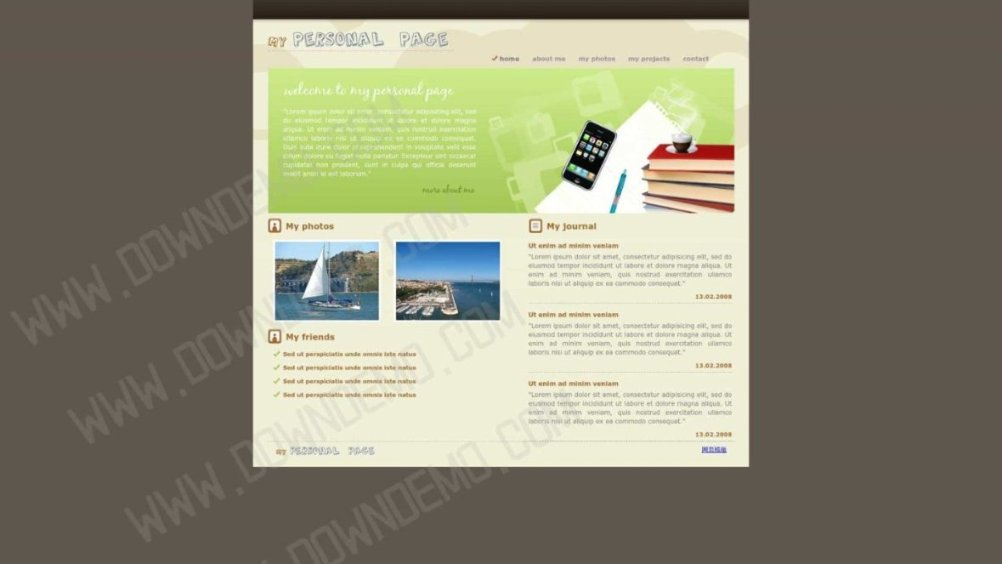 MY PERSONAL PAGE
home about me my photos my projects contact
welcome to my personal page
"Lorem ipsum dolor sit amet, consectetur adipisicing elit, sed
do eiusmod tempor incididunt ut labore et dolore magna
aliqua. Ut enim ad minim veniam, quis nostrud exercitation
ullamco laboris nisi ut aliquip ex ea commodo consequat.
Duis aute irure dolor in reprehenderit in voluptate velit esse
cillum dolore eu fugiat nulla pariatur. Excepteur sint occaecat
cupidatat non proident, sunt in culpa qui officia deserunt
mollit anim id est laborum."
more about me
My photos
My friends
Sed ut perspiciatis unde omnis iste natus
Sed ut perspiciatis unde omnis iste natus
Sed ut perspiciatis unde omnis iste natus
Sed ut perspiciatis unde omnis iste natus
My journal
Ut enim ad minim veniam
"Lorem ipsum dolor sit amet, consectetur adipisicing elit, sed do
eiusmod tempor incididunt ut labore et dolore magna aliqua. Ut
enim ad minim veniam, quis nostrud exercitation ullamco
laboris nisi ut aliquip ex ea commodo consequat."
13.02.2008
Ut enim ad minim veniam
"Lorem ipsum dolor sit amet, consectetur adipisicing elit, sed do
eiusmod tempor incididunt ut labore et dolore magna aliqua. Ut
enim ad minim veniam, quis nostrud exercitation ullamco
laboris nisi ut aliquip ex ea commodo consequat."
13.02.2008
Ut enim ad minim veniam
"Lorem ipsum dolor sit amet, consectetur adipisicing elit, sed do
eiusmod tempor incididunt ut labore et dolore magna aliqua. Ut
enim ad minim veniam, quis nostrud exercitation ullamco
laboris nisi ut aliquip ex ea commodo consequat."
13.02.2008
MY PERSONAL PAGE
网页模板
WWW.DOWNDEMO.COM
WWW.DOWNDEMO.COM
WWW.DOWNDEMO.COM
WWW.DOWNDEMO.COM